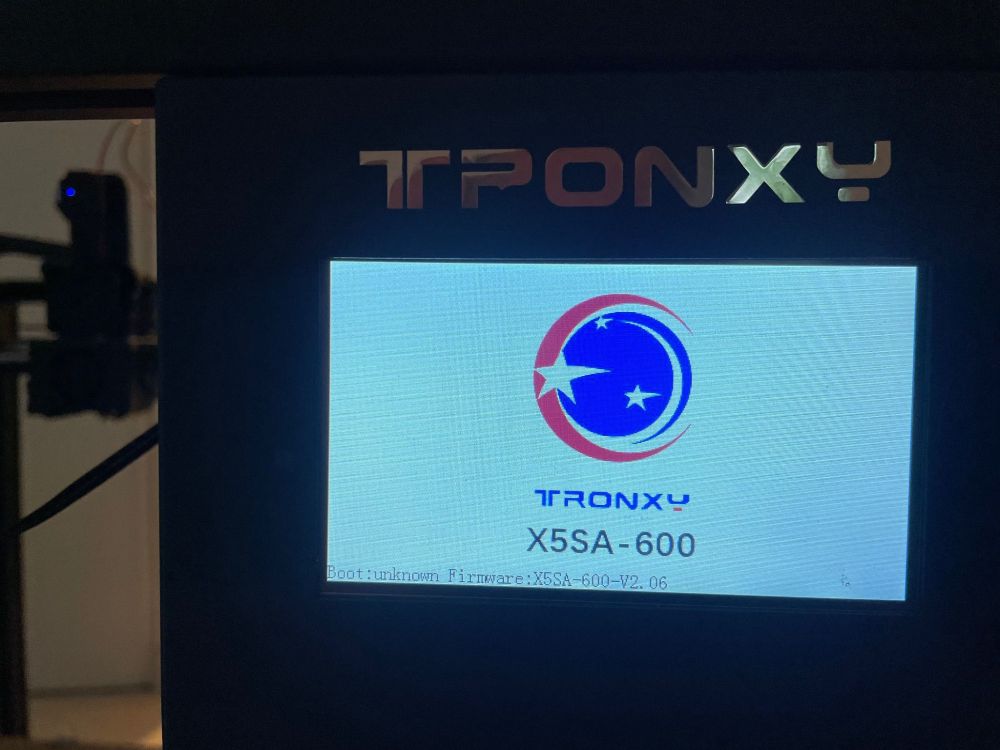 TRONXY
TRONXY
X5SA-600
Boot:unknown Firmware:X5SA-600-V2.06